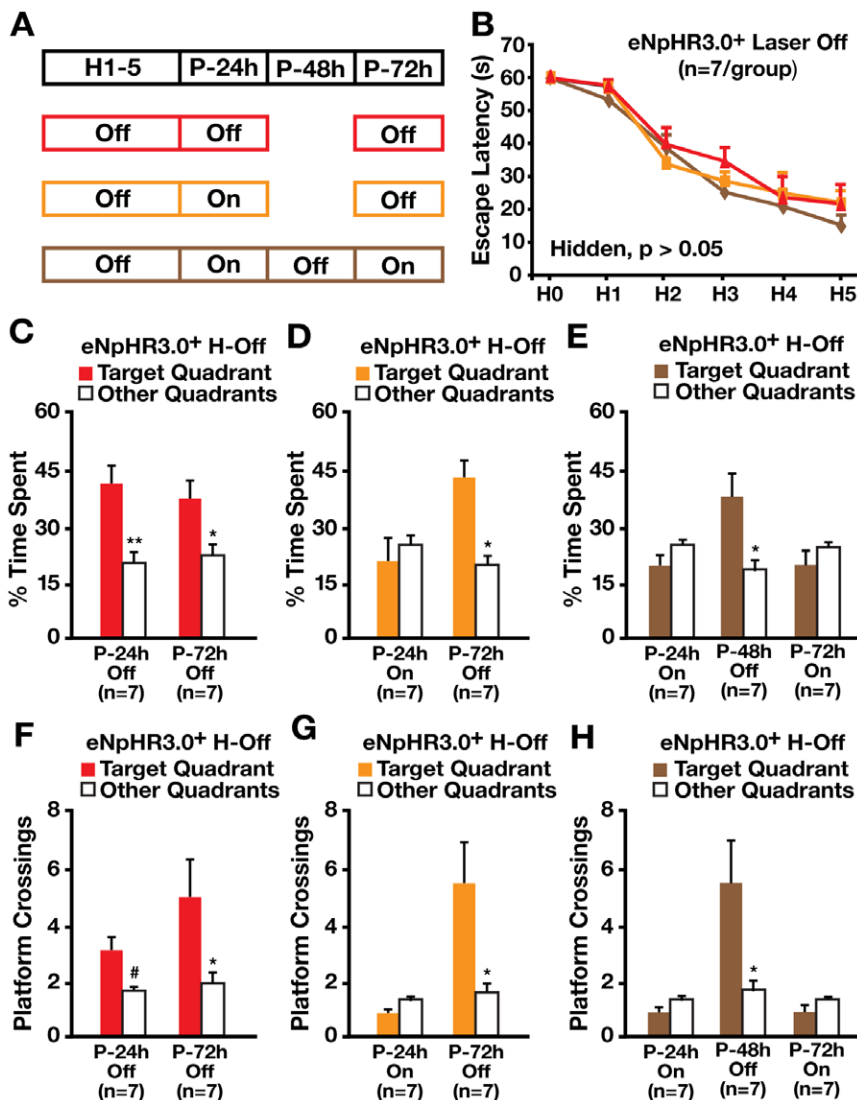 A
H1-5 P-24h P-48h P-72h
Off Off Off
Off On Off
Off On Off On
B
eNpHR3.0+ Laser Off
(n=7/group)
Escape Latency (s)
70
60
50
40
30
20
10
0
Hidden, p > 0.05
H0 H1 H2 H3 H4 H5
C
eNpHR3.0+ H-Off
Target Quadrant
Other Quadrants
% Time Spent
60
45
30
15
0
** *
P-24h P-72h
Off Off
(n=7) (n=7)
D
eNpHR3.0+ H-Off
Target Quadrant
Other Quadrants
% Time Spent
60
45
30
15
0
*
P-24h P-72h
On Off
(n=7) (n=7)
E
eNpHR3.0+ H-Off
Target Quadrant
Other Quadrants
% Time Spent
60
45
30
15
0
*
P-24h P-48h P-72h
On Off On
(n=7) (n=7) (n=7)
F
eNpHR3.0+ H-Off
Target Quadrant
Other Quadrants
Platform Crossings
8
6
4
2
0
# *
P-24h P-72h
Off Off
(n=7) (n=7)
G
eNpHR3.0+ H-Off
Target Quadrant
Other Quadrants
Platform Crossings
8
6
4
2
0
*
P-24h P-72h
On Off
(n=7) (n=7)
H
eNpHR3.0+ H-Off
Target Quadrant
Other Quadrants
Platform Crossings
8
6
4
2
0
*
P-24h P-48h P-72h
On Off On
(n=7) (n=7) (n=7)